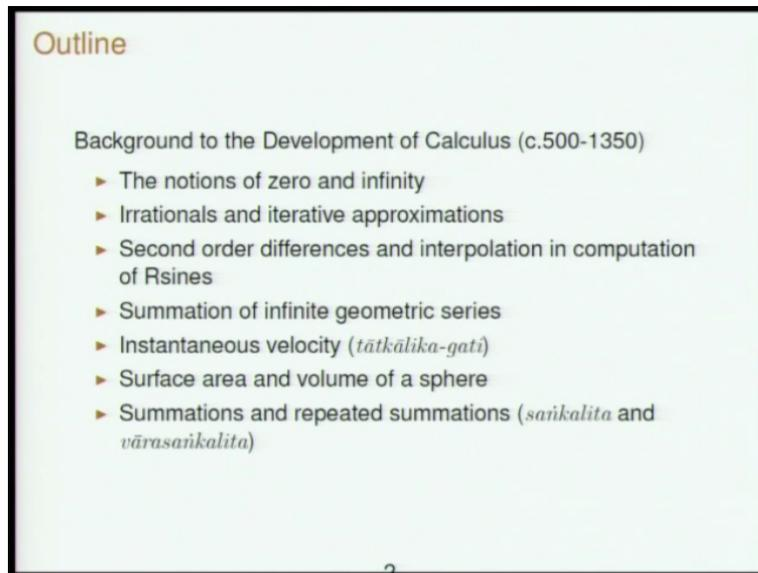 Outline
Background to the Development of Calculus (c.500-1350)
► The notions of zero and infinity
► Irrationals and iterative approximations
► Second order differences and interpolation in computation
of Rsines
► Summation of infinite geometric series
► Instantaneous velocity (tātkālika-gati)
► Surface area and volume of a sphere
► Summations and repeated summations (saṅkalita and
vārasaṅkalita)